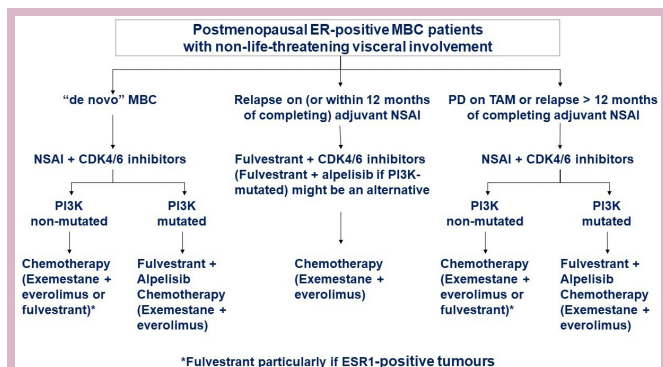 Postmenopausal ER-positive MBC patients
with non-life-threatening visceral involvement
“de novo” MBC
Relapse on (or within 12 months
of completing) adjuvant NSAI
PD on TAM or relapse > 12 months
of completing adjuvant NSAI
NSAI + CDK4/6 inhibitors
Fulvestrant + CDK4/6 inhibitors
(Fulvestrant + alpelisib if PI3K-
mutated) might be an alternative
NSAI + CDK4/6 inhibitors
PI3K
non-mutated
PI3K
mutated
PI3K
non-mutated
PI3K
mutated
Chemotherapy
(Exemestane +
everolimus or
fulvestrant)*
Fulvestrant +
Alpelisib
Chemotherapy
(Exemestane +
everolimus)
Chemotherapy
(Exemestane +
everolimus)
Chemotherapy
(Exemestane +
everolimus or
fulvestrant)*
Fulvestrant +
Alpelisib
Chemotherapy
(Exemestane +
everolimus)
*Fulvestrant particularly if ESR1-positive tumours